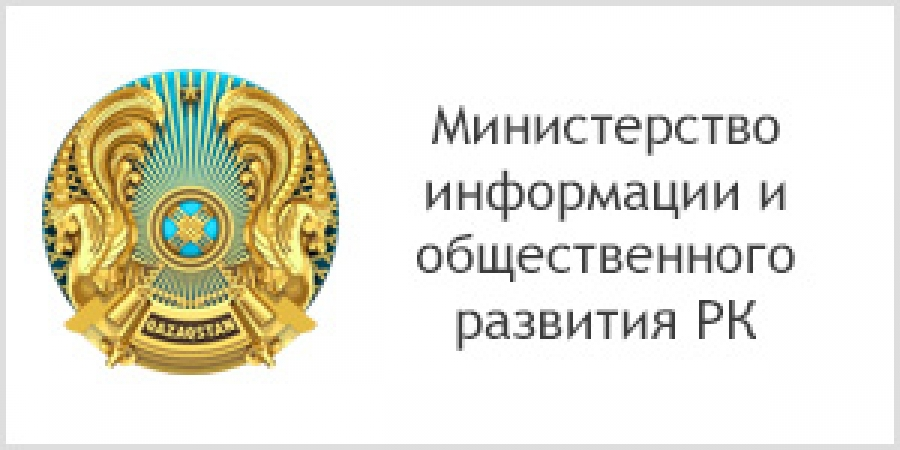 QAZAQSTAN
Министерство
информации и
общественного
развития РК